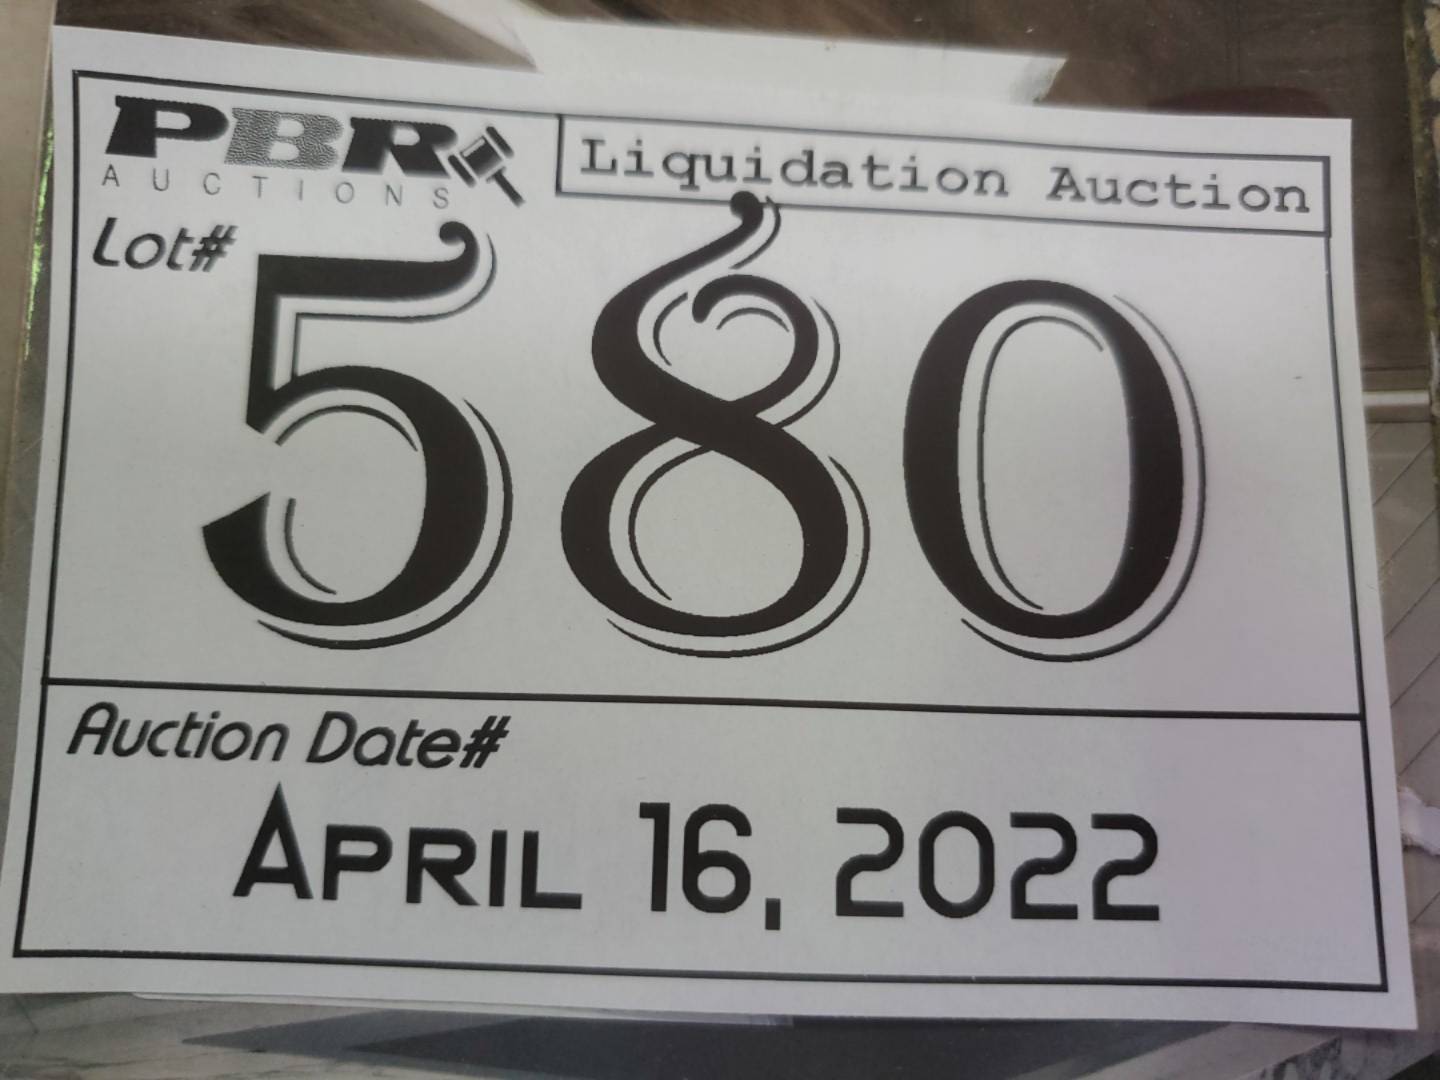 PBR
AUCTIONS
Liquidation Auction
Lot#
580
Auction Date#
APRIL 16, 2022